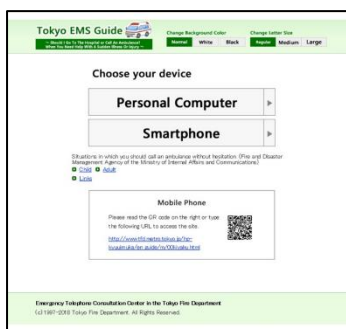 Tokyo EMS Guide
~ Should I Go To The Hospital or Call An Ambulance?
When You Need Help With A Sudden Illness Or Injury ~
Change Background Color
Normal White Black
Change Letter Size
Regular Medium Large
Choose your device
Personal Computer
Smartphone
Situations in which you should call an ambulance without hesitation (Fire and Disaster
Management Agency of the Ministry of Internal Affairs and Communications)
Child Adult
Links
Mobile Phone
Please read the QR code on the right or type
the following URL to access the site.
Emergency Telephone Consultation Center in the Tokyo Fire Department
Tokyo Fire Department. All Rights Reserved.